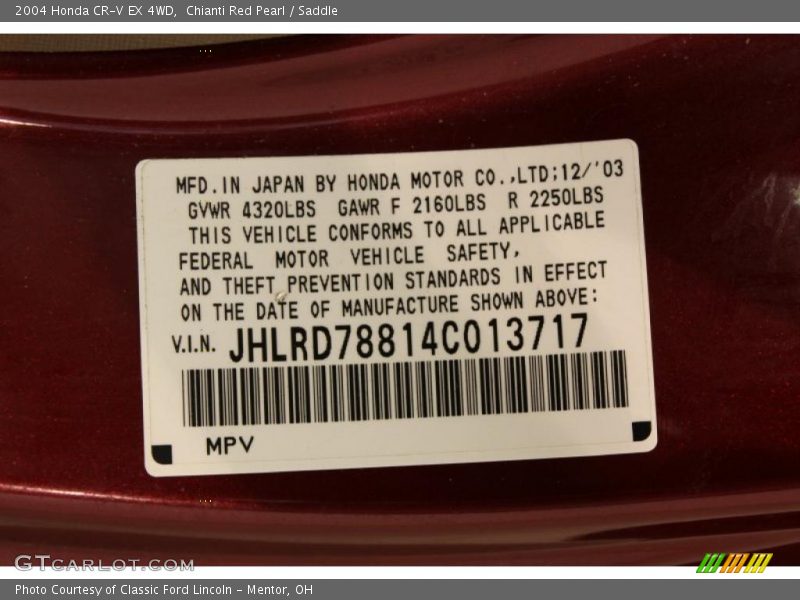 2004 Honda CR-V EX 4WD,  Chianti Red Pearl / Saddle
MFD.IN JAPAN BY HONDA MOTOR CO.,LTD;12/'03
GVWR 4320LBS GAWR F 2160LBS R 2250LBS
THIS VEHICLE CONFORMS TO ALL APPLICABLE
FEDERAL MOTOR VEHICLE SAFETY,
AND THEFT PREVENTION STANDARDS IN EFFECT
ON THE DATE OF MANUFACTURE SHOWN ABOVE:
V.I.N. JHLRD78814C013717
MPV
GTcarlot.com
Photo Courtesy of Classic Ford Lincoln - Mentor, OH